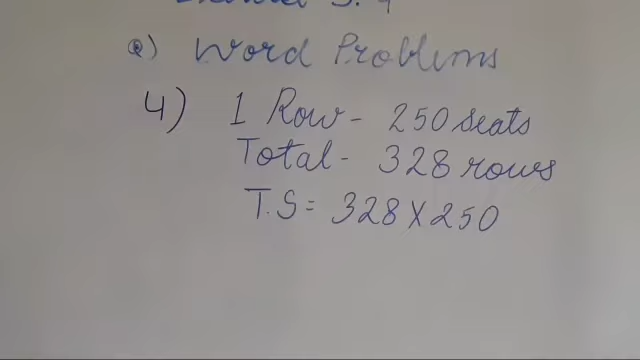 Q) Word Problems
4) 1 Row - 250 seats
Total - 328 rows
T.S = 328 X 250